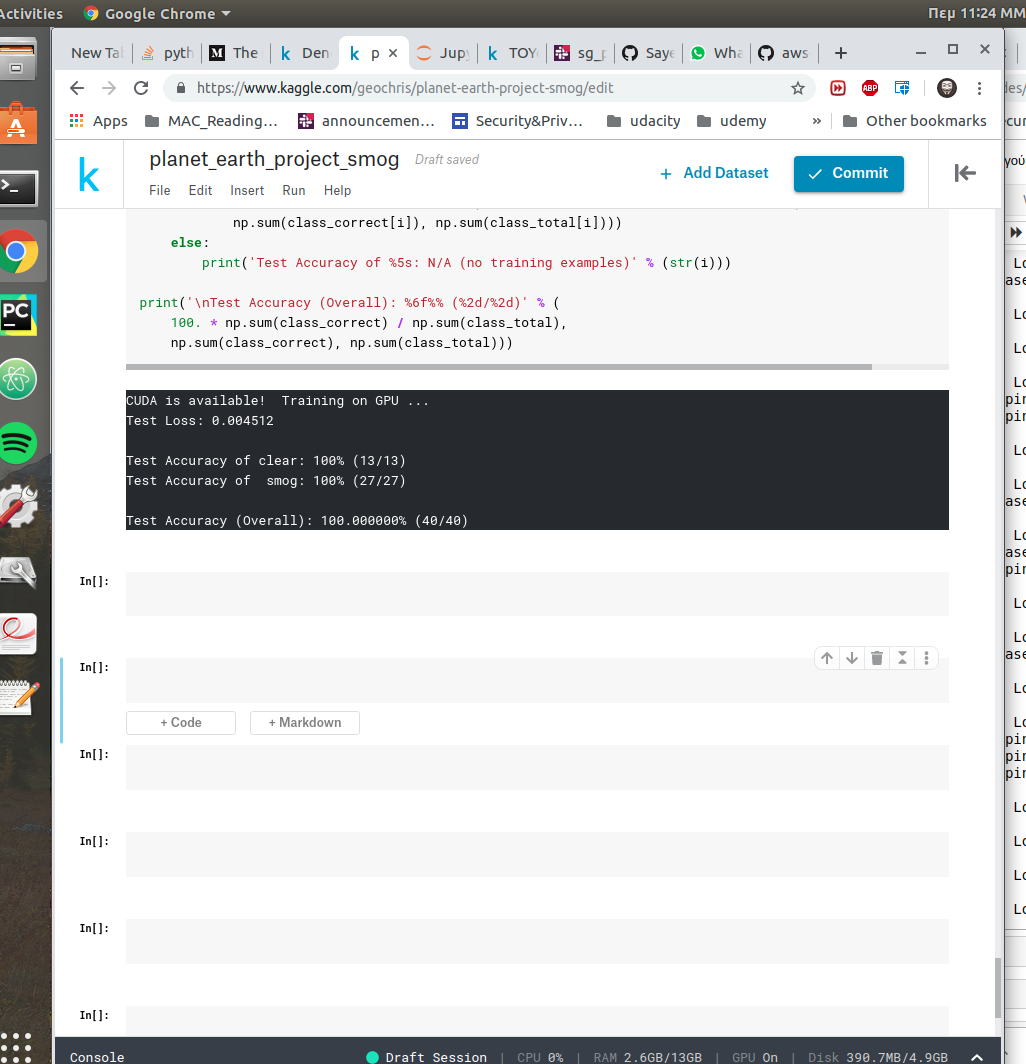 Activities
Google Chrome
Πεμ 11:24 ΜΜ
New Tab
pyth
The
Den
p
Jup
TOY
sg_p
Saye
Wha
aws
https://www.kaggle.com/geochris/planet-earth-project-smog/edit
ABP
Apps
MAC_Reading...
announcemen...
Security&Priv...
udacity
udemy
»
Other bookmarks
k
planet_earth_project_smog
Draft saved
File
Edit
Insert
Run
Help
+ Add Dataset
Commit
np.sum(class_correct[i]), np.sum(class_total[i])))
else:
print('Test Accuracy of %5s: N/A (no training examples)' % (str(i)))
print('\nTest Accuracy (Overall): %6f%% (%2d/%2d)' % (
100. * np.sum(class_correct) / np.sum(class_total),
np.sum(class_correct), np.sum(class_total)))
CUDA is available!  Training on GPU ...
Test Loss: 0.004512
Test Accuracy of clear: 100% (13/13)
Test Accuracy of  smog: 100% (27/27)
Test Accuracy (Overall): 100.000000% (40/40)
In[]:
In[]:
+ Code
+ Markdown
In[]:
In[]:
In[]:
In[]:
Console
Draft Session | CPU 0% | RAM 2.6GB/13GB | GPU On | Disk 390.7MB/4.9GB
PC